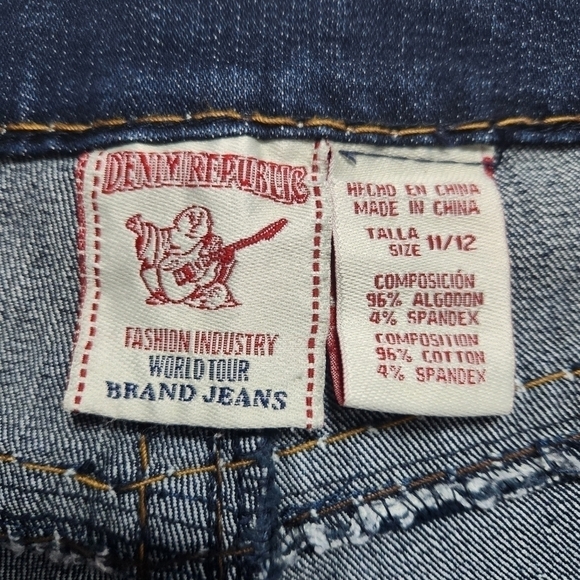 DENIM REPUBLIC
FASHION INDUSTRY
WORLD TOUR
BRAND JEANS
HECHO EN CHINA
MADE IN CHINA
TALLA
SIZE 11/12
COMPOSICIÓN
96% ALGODON
4% SPANDEX
COMPOSITION
96% COTTON
4% SPANDEX